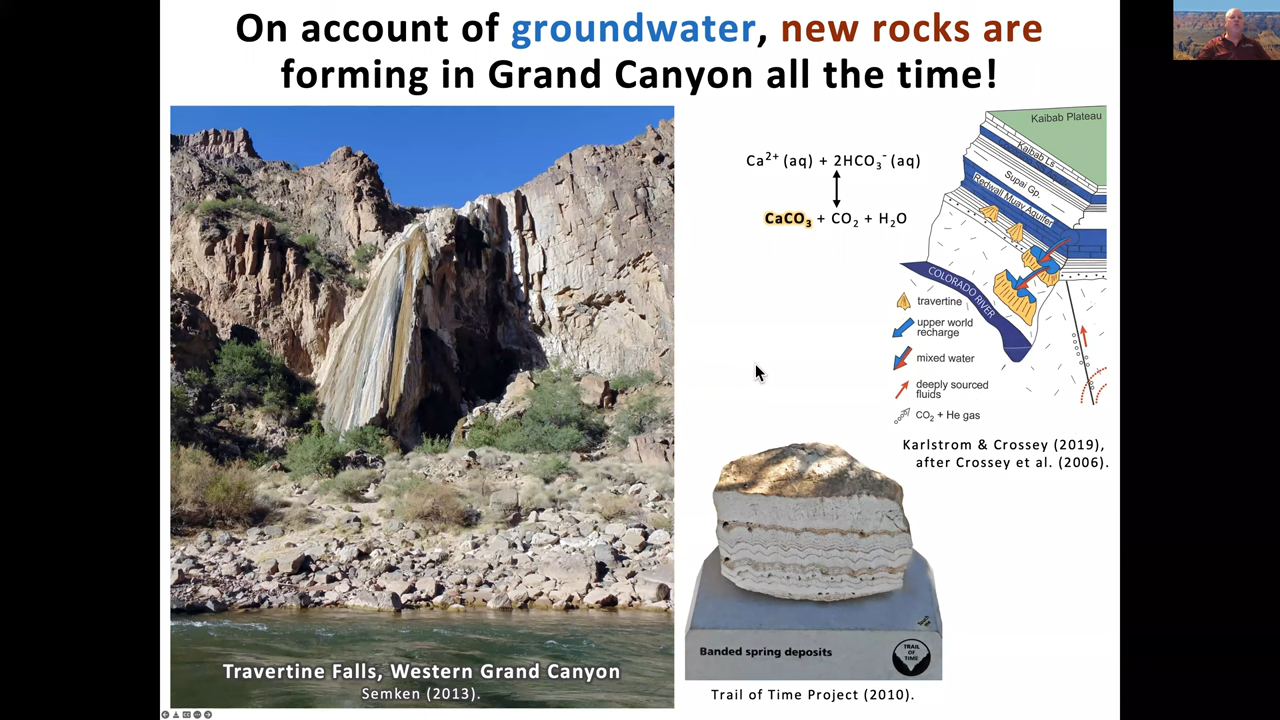 On account of groundwater, new rocks are
forming in Grand Canyon all the time!
Travertine Falls, Western Grand Canyon
Semken (2013).
Ca²⁺ (aq) + 2HCO₃⁻ (aq)
CaCO₃ + CO₂ + H₂O
Kaibab Plateau
Kaibab Ls
Supai Gp.
Redwall Muav Aquifer
COLORADO RIVER
travertine
upper world
recharge
mixed water
deeply sourced
fluids
CO₂ + He gas
Karlstrom & Crossey (2019),
after Crossey et al. (2006).
Banded spring deposits
TRAIL
OF
TIME
Trail of Time Project (2010).